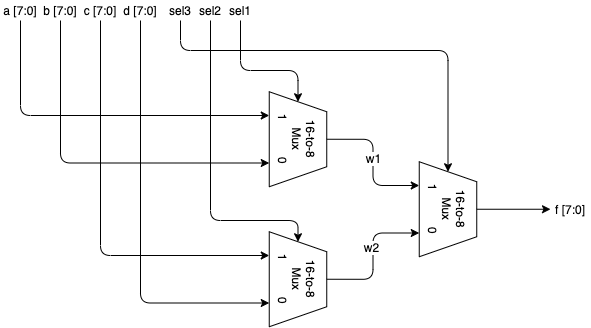 a [7:0] b [7:0] c [7:0] d [7:0] sel3 sel2 sel1
1
16-to-8
Mux
0
w1
1
16-to-8
Mux
0
f [7:0]
w2
1
16-to-8
Mux
0